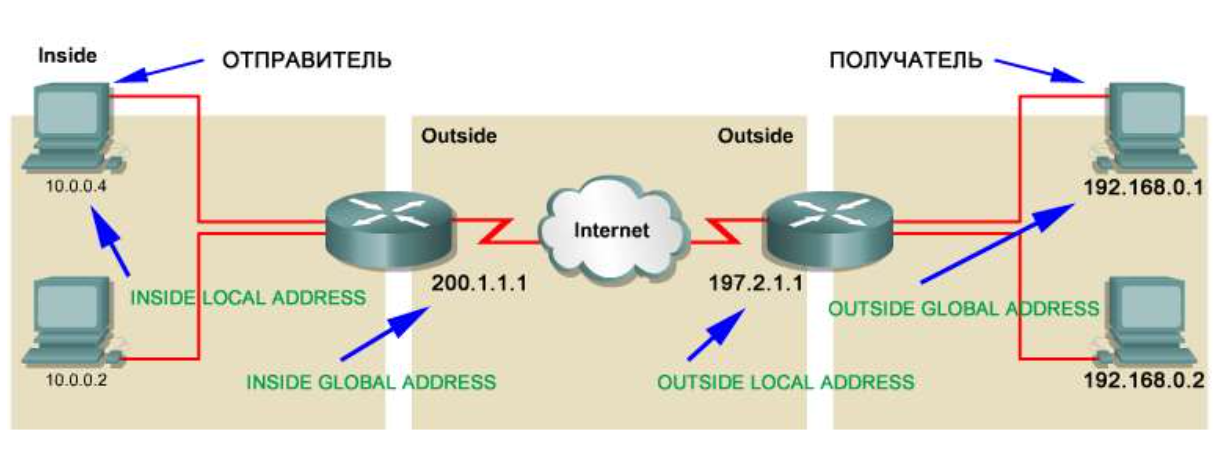 Inside
ОТПРАВИТЕЛЬ
ПОЛУЧАТЕЛЬ
Outside
Outside
10.0.0.4
192.168.0.1
Internet
200.1.1.1
197.2.1.1
INSIDE LOCAL ADDRESS
OUTSIDE GLOBAL ADDRESS
10.0.0.2
INSIDE GLOBAL ADDRESS
OUTSIDE LOCAL ADDRESS
192.168.0.2